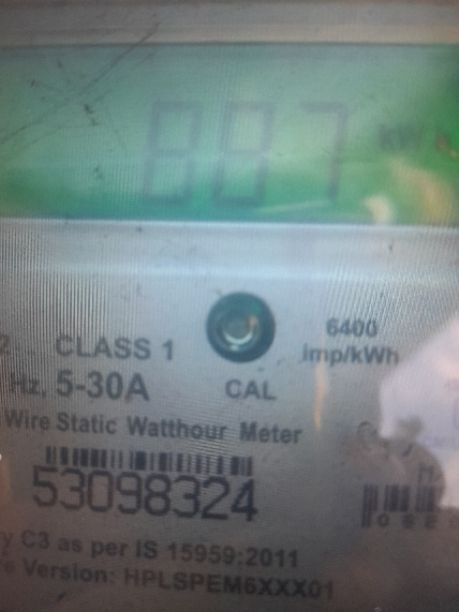 887 kW
CLASS 1
6400
imp/kWh
Hz, 5-30A
CAL
Wire Static Watthour Meter
53098324
C3 as per IS 15959:2011
Version: HPLSPEM6XXX01